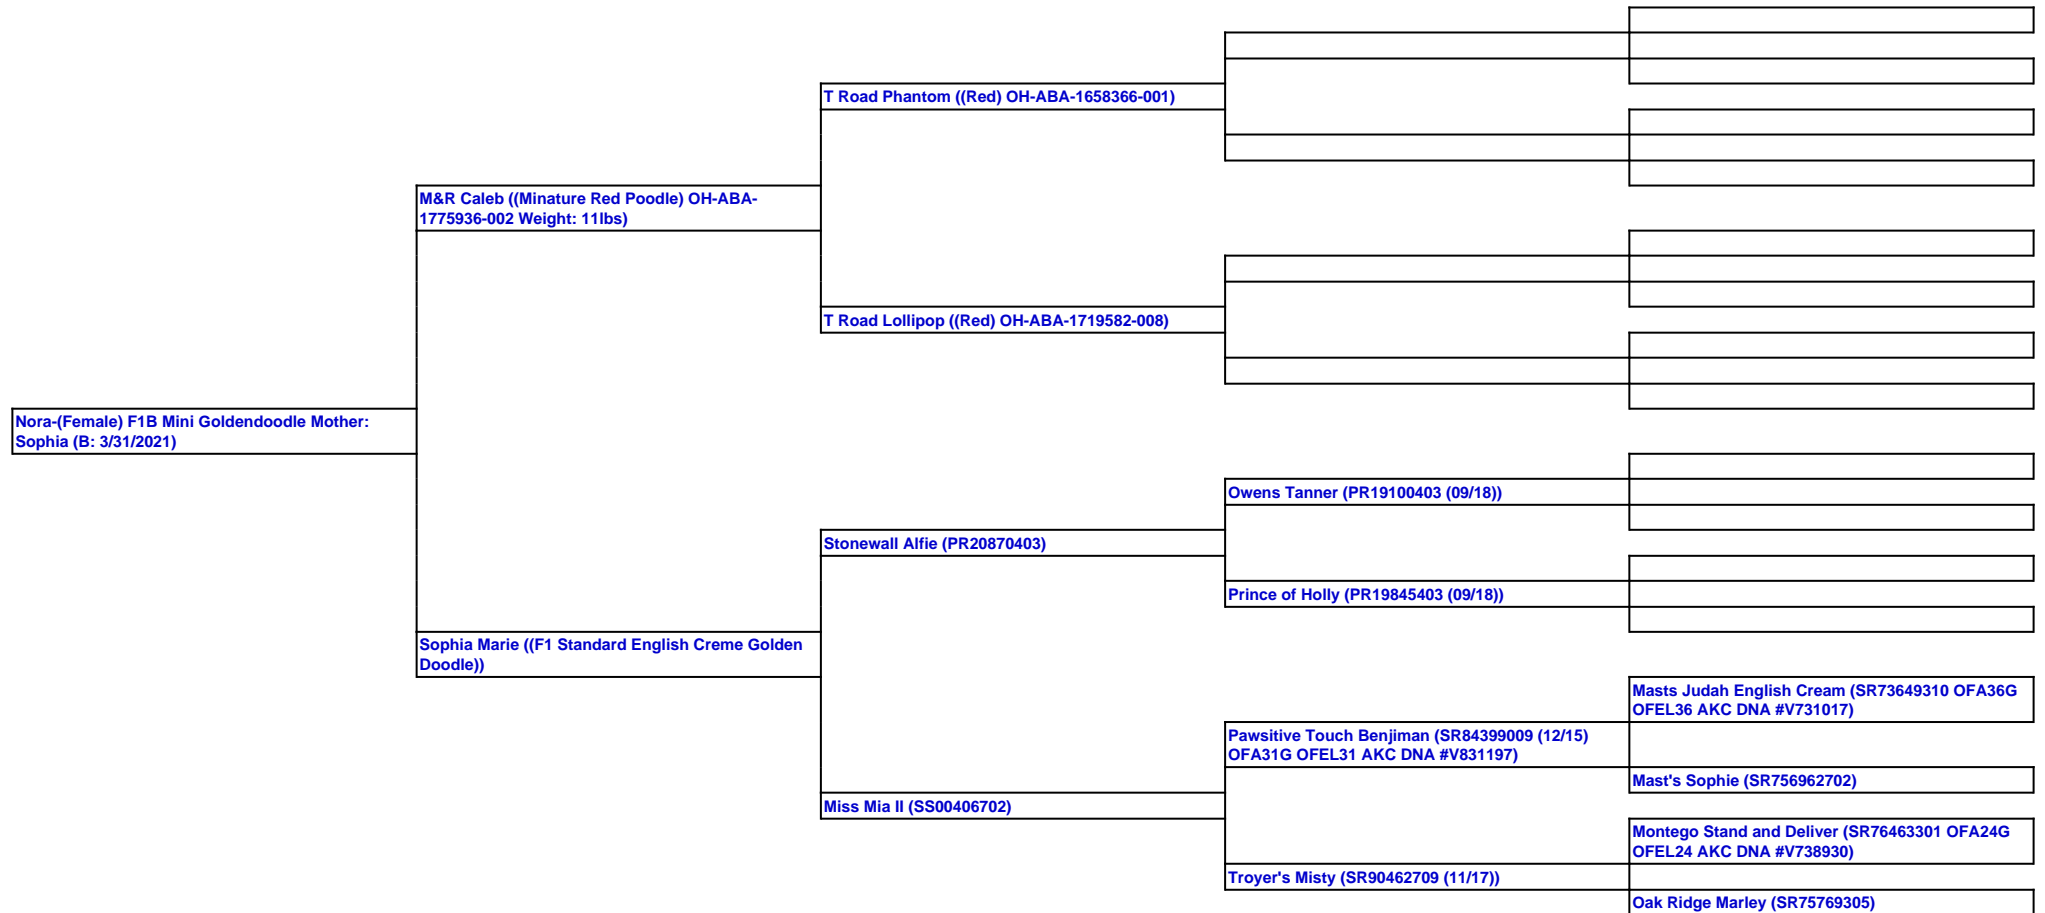 T Road Phantom ((Red) OH-ABA-1658366-001)
M&R Caleb ((Minature Red Poodle) OH-ABA-
1775936-002 Weight: 11lbs)
T Road Lollipop ((Red) OH-ABA-1719582-008)
Nora-(Female) F1B Mini Goldendoodle Mother:
Sophia (B: 3/31/2021)
Owens Tanner (PR19100403 (09/18))
Stonewall Alfie (PR20870403)
Prince of Holly (PR19845403 (09/18))
Sophia Marie ((F1 Standard English Creme Golden
Doodle))
Masts Judah English Cream (SR73649310 OFA36G
OFEL36 AKC DNA #V731017)
Pawsitive Touch Benjiman (SR84399009 (12/15)
OFA31G OFEL31 AKC DNA #V831197)
Mast's Sophie (SR756962702)
Miss Mia II (SS00406702)
Montego Stand and Deliver (SR76463301 OFA24G
OFEL24 AKC DNA #V738930)
Troyer's Misty (SR90462709 (11/17))
Oak Ridge Marley (SR75769305)